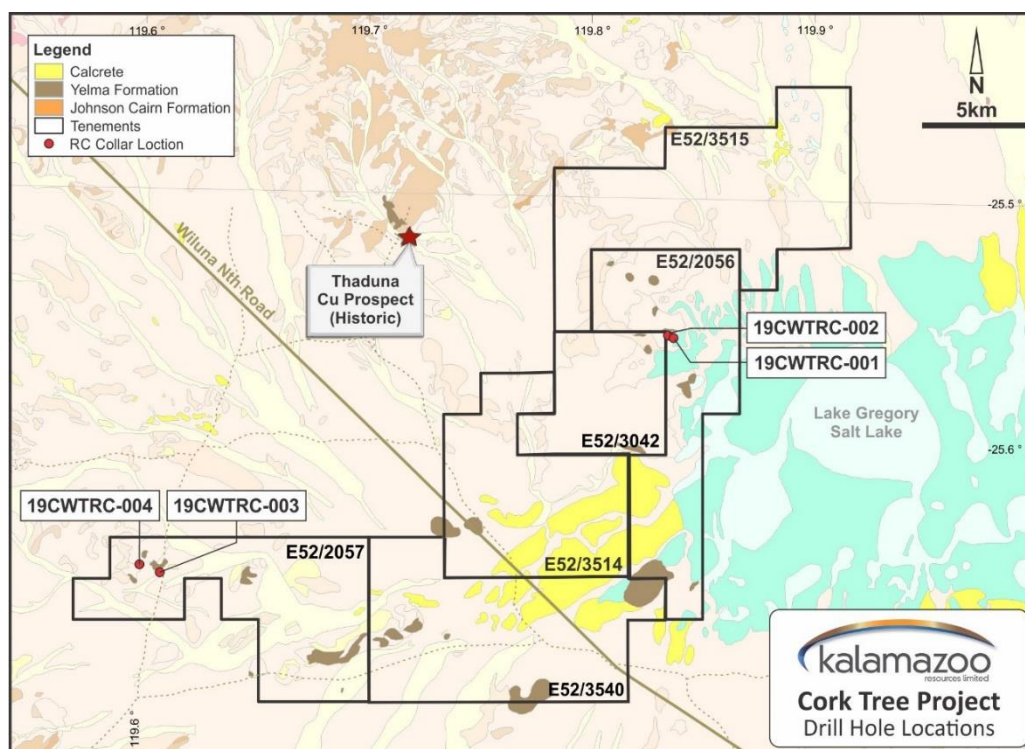 119.6 °
119.7 °
119.8 °
119.9 °
Legend
Calcrete
Yelma Formation
Johnson Cairn Formation
Tenements
RC Collar Loction
N
5km
E52/3515
-25.5 °
Wiluna Nth Road
E52/2056
Thaduna
Cu Prospect
(Historic)
19CWTRC-002
19CWTRC-001
Lake Gregory
Salt Lake
E52/3042
-25.6 °
19CWTRC-004
19CWTRC-003
E52/2057
E52/3514
E52/3540
119.6 °
kalamazoo
resources limited
Cork Tree Project
Drill Hole Locations